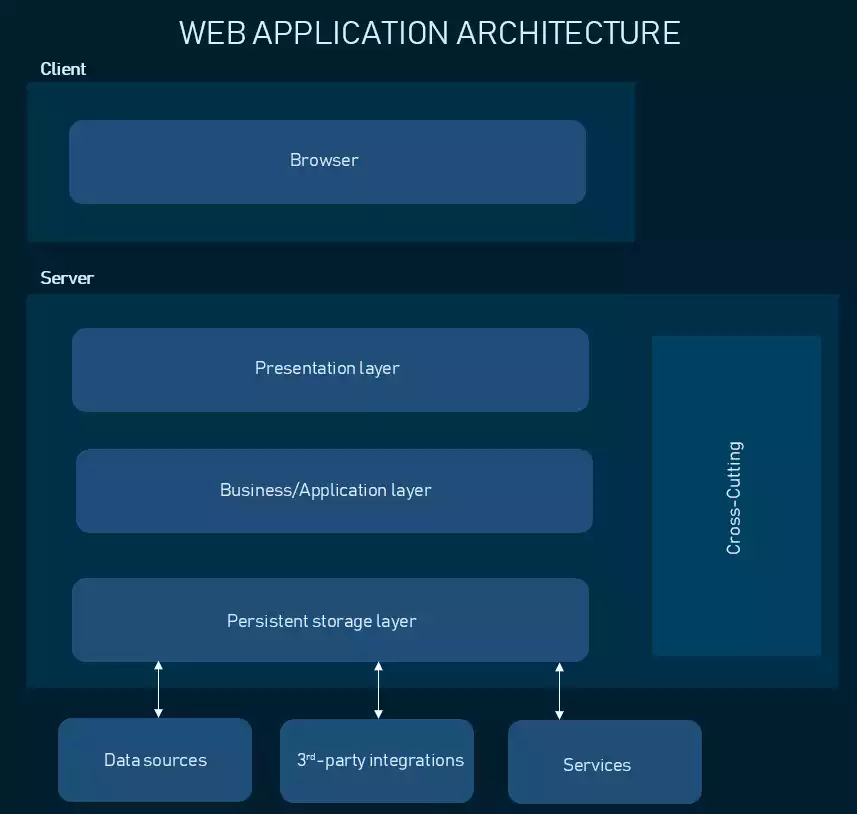 WEB APPLICATION ARCHITECTURE
Client
Browser
Server
Presentation layer
Business/Application layer
Persistent storage layer
Cross-Cutting
Data sources
3rd-party integrations
Services